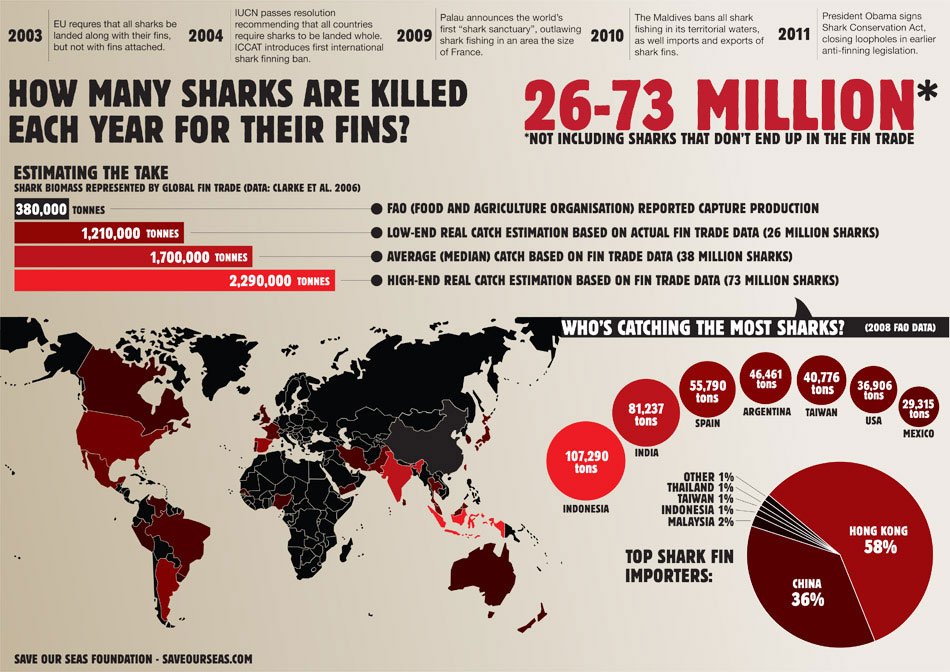 2003
EU requres that all sharks be
landed along with their fins,
but not with fins attached.
2004
IUCN passes resolution
recommending that all countries
require sharks to be landed whole.
ICCAT introduces first international
shark finning ban.
2009
Palau announces the world's
first "shark sanctuary", outlawing
shark fishing in an area the size
of France.
2010
The Maldives bans all shark
fishing in its territorial waters,
as well imports and exports of
shark fins.
2011
President Obama signs
Shark Conservation Act,
closing loopholes in earlier
anti-finning legislation.
HOW MANY SHARKS ARE KILLED
EACH YEAR FOR THEIR FINS?
26-73 MILLION*
*NOT INCLUDING SHARKS THAT DON'T END UP IN THE FIN TRADE
ESTIMATING THE TAKE
SHARK BIOMASS REPRESENTED BY GLOBAL FIN TRADE (DATA: CLARKE ET AL. 2006)
380,000 TONNES
FAO (FOOD AND AGRICULTURE ORGANISATION) REPORTED CAPTURE PRODUCTION
1,210,000 TONNES
LOW-END REAL CATCH ESTIMATION BASED ON ACTUAL FIN TRADE DATA (26 MILLION SHARKS)
1,700,000 TONNES
AVERAGE (MEDIAN) CATCH BASED ON FIN TRADE DATA (38 MILLION SHARKS)
2,290,000 TONNES
HIGH-END REAL CATCH ESTIMATION BASED ON FIN TRADE DATA (73 MILLION SHARKS)
WHO'S CATCHING THE MOST SHARKS? (2008 FAO DATA)
107,290
tons
INDONESIA
81,237
tons
INDIA
55,790
tons
SPAIN
46,461
tons
ARGENTINA
40,776
tons
TAIWAN
36,906
tons
USA
29,315
tons
MEXICO
TOP SHARK FIN
IMPORTERS:
OTHER 1%
THAILAND 1%
TAIWAN 1%
INDONESIA 1%
MALAYSIA 2%
HONG KONG
58%
CHINA
36%
SAVE OUR SEAS FOUNDATION - SAVEOURSEAS.COM